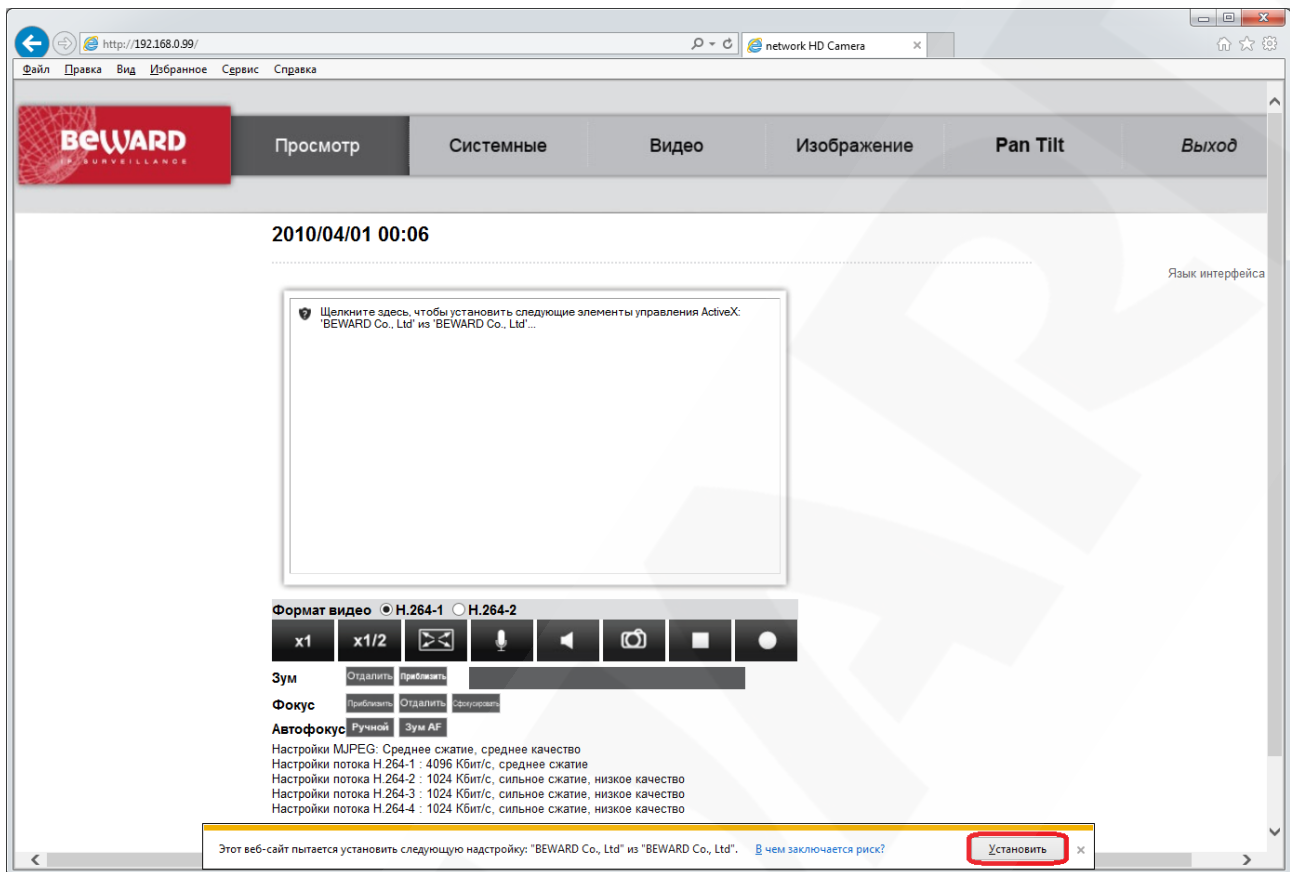 http://192.168.0.99/
network HD Camera
Файл Правка Вид Избранное Сервис Справка
BEWARD
IP SURVEILLANCE
Просмотр Системные Видео Изображение Pan Tilt Выход
2010/04/01 00:06
Язык интерфейса
Щелкните здесь, чтобы установить следующие элементы управления ActiveX:
'BEWARD Co., Ltd' из 'BEWARD Co., Ltd'...
Формат видео H.264-1 H.264-2
x1 x1/2
Зум Отдалить Приблизить
Фокус Приблизить Отдалить Сфокусировать
Автофокус Ручной Зум AF
Настройки MJPEG: Среднее сжатие, среднее качество
Настройки потока H.264-1 : 4096 Кбит/с, среднее сжатие
Настройки потока H.264-2 : 1024 Кбит/с, сильное сжатие, низкое качество
Настройки потока H.264-3 : 1024 Кбит/с, сильное сжатие, низкое качество
Настройки потока H.264-4 : 1024 Кбит/с, сильное сжатие, низкое качество
Этот веб-сайт пытается установить следующую надстройку: "BEWARD Co., Ltd" из "BEWARD Co., Ltd". В чем заключается риск? Установить